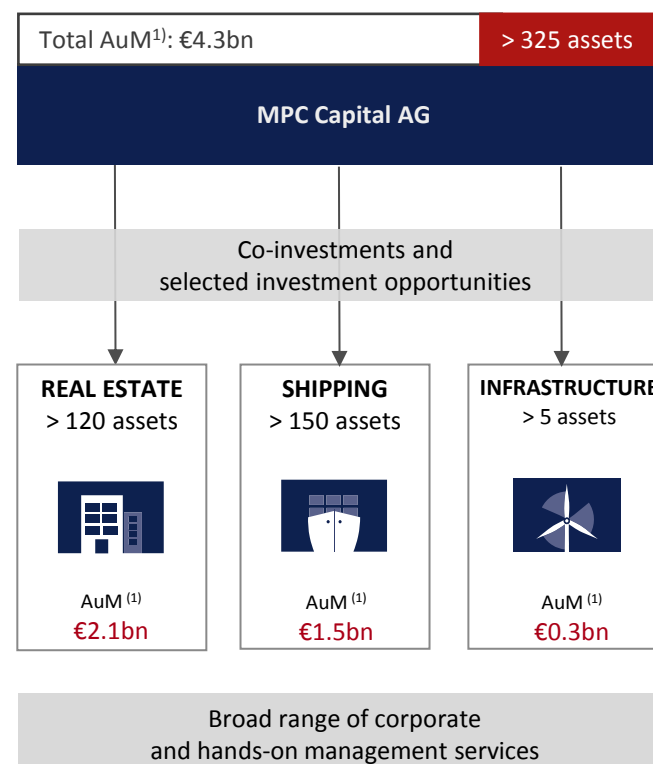 Total AuM1): €4.3bn
> 325 assets
MPC Capital AG
Co-investments and
selected investment opportunities
REAL ESTATE
> 120 assets
AuM (1)
€2.1bn
SHIPPING
> 150 assets
AuM (1)
€1.5bn
INFRASTRUCTURE
> 5 assets
AuM (1)
€0.3bn
Broad range of corporate
and hands-on management services